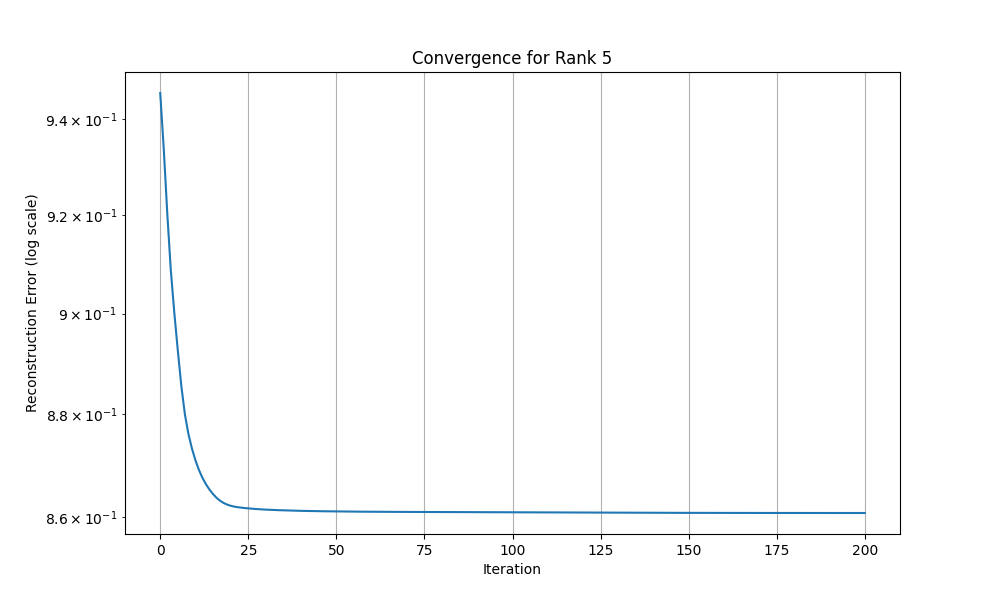 Convergence for Rank 5
Reconstruction Error (log scale)
9.4 × 10⁻¹
9.2 × 10⁻¹
9 × 10⁻¹
8.8 × 10⁻¹
8.6 × 10⁻¹
0 25 50 75 100 125 150 175 200
Iteration